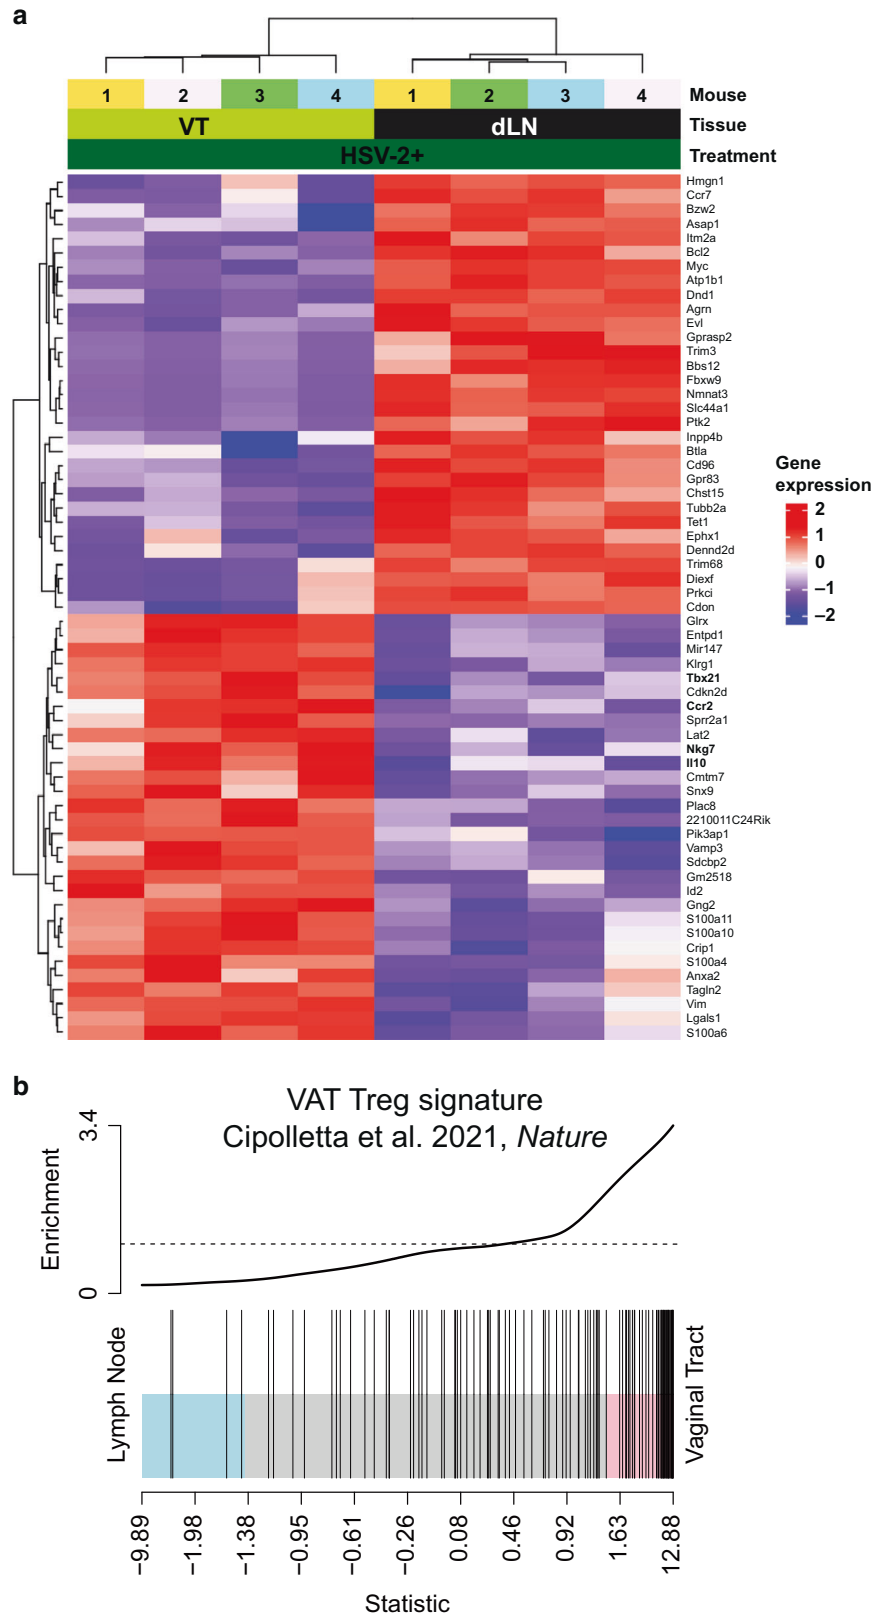 a
1 2 3 4 1 2 3 4 Mouse
VT dLN Tissue
HSV-2+ Treatment
Hmgn1
Ccr7
Bzw2
Asap1
Itm2a
Bcl2
Myc
Atp1b1
Dnd1
Agrn
Evl
Gprasp2
Trim3
Bbs12
Fbxw9
Nmnat3
Slc44a1
Ptk2
Inpp4b
Btla
Cd96
Gpr83
Chst15
Tubb2a
Tet1
Ephx1
Dennd2d
Trim68
Diexf
Prkci
Cdon
Glrx
Entpd1
Mir147
Klrg1
Tbx21
Cdkn2d
Ccr2
Sprr2a1
Lat2
Nkg7
Il10
Cmtm7
Snx9
Plac8
2210011C24Rik
Pik3ap1
Vamp3
Sdcbp2
Gm2518
Id2
Gng2
S100a11
S100a10
Crip1
S100a4
Anxa2
Tagln2
Vim
Lgals1
S100a6
Gene
expression
2
1
0
−1
−2
b
VAT Treg signature
Cipolletta et al. 2021, Nature
Enrichment
3.4
0
Lymph Node
Vaginal Tract
−9.89 −1.98 −1.38 −0.95 −0.61 −0.26 0.08 0.46 0.92 1.63 12.88
Statistic